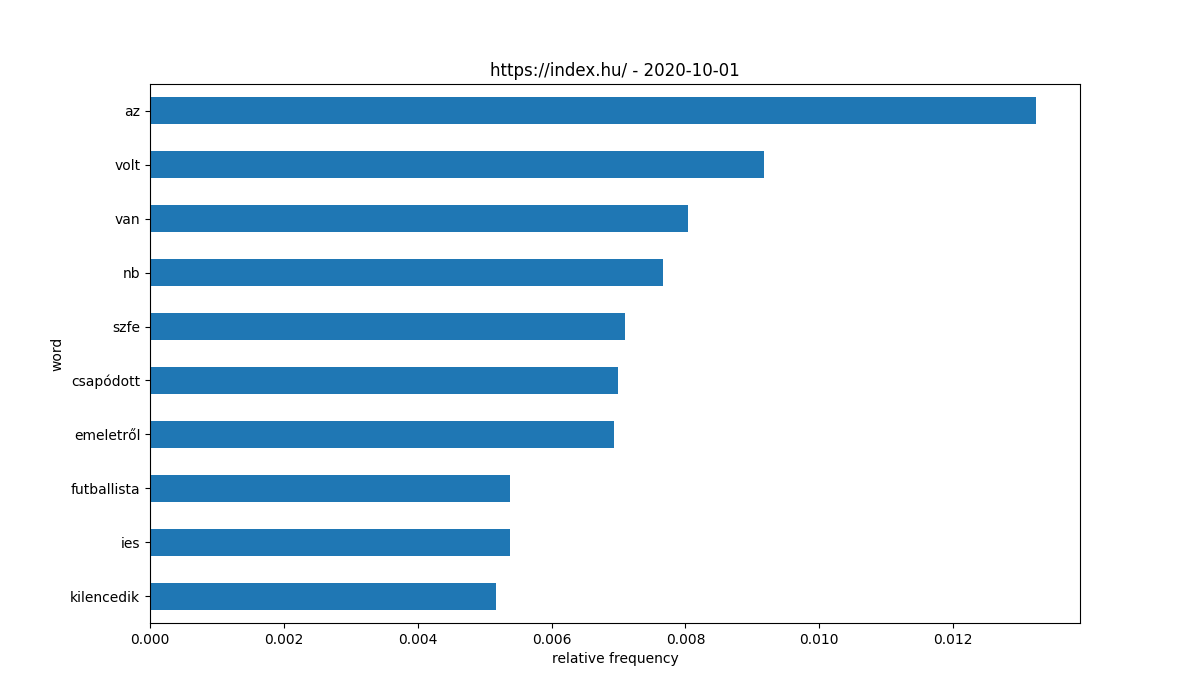 https://index.hu/ - 2020-10-01
az
volt
van
nb
szfe
csapódott
emeletről
futballista
ies
kilencedik
word
0.000 0.002 0.004 0.006 0.008 0.010 0.012
relative frequency